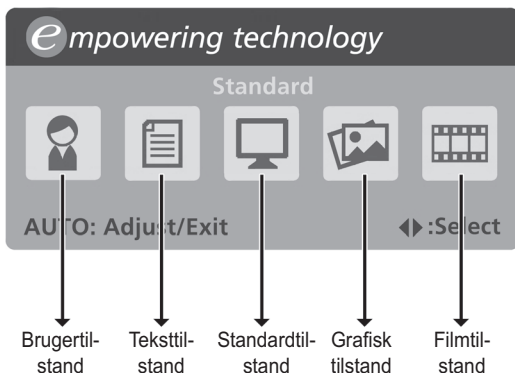 empowering technology
Standard
AUTO: Adjust/Exit
:Select
Brugertil- Teksttil- Standardtil- Grafisk Filmtil-
stand stand stand tilstand stand